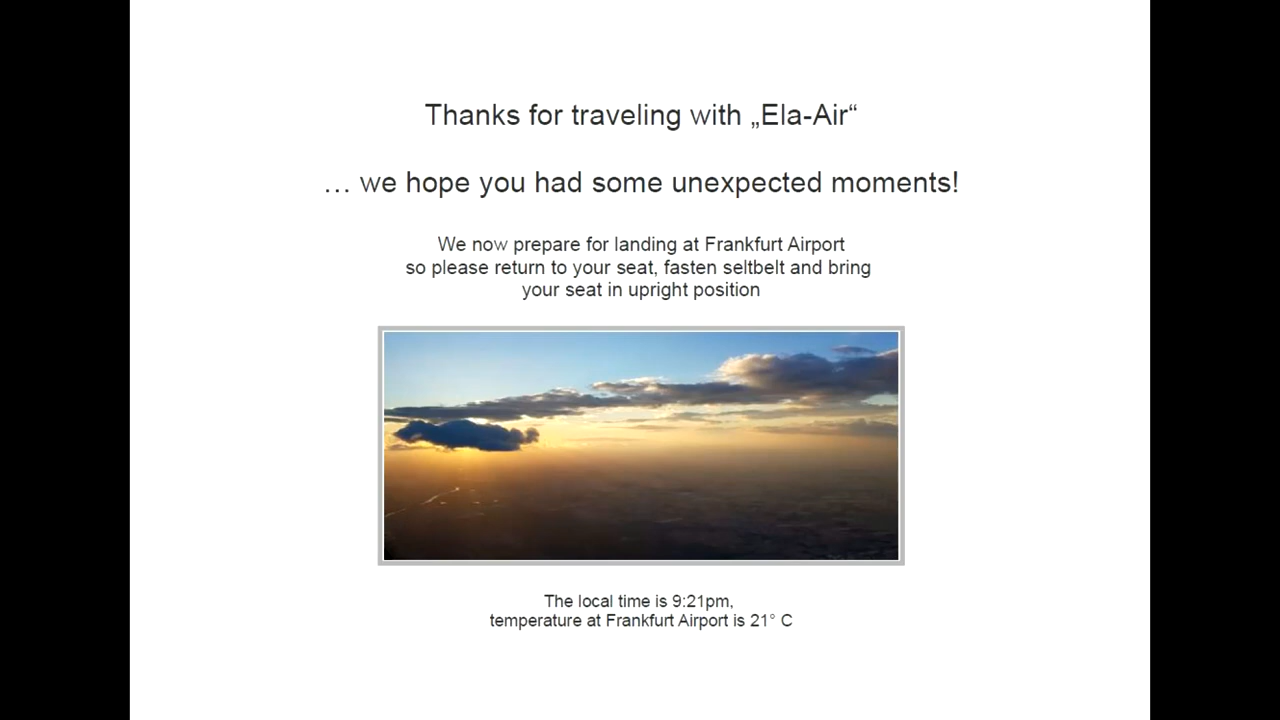 Thanks for traveling with „Ela-Air“
… we hope you had some unexpected moments!
We now prepare for landing at Frankfurt Airport
so please return to your seat, fasten seltbelt and bring
your seat in upright position
The local time is 9:21pm,
temperature at Frankfurt Airport is 21° C